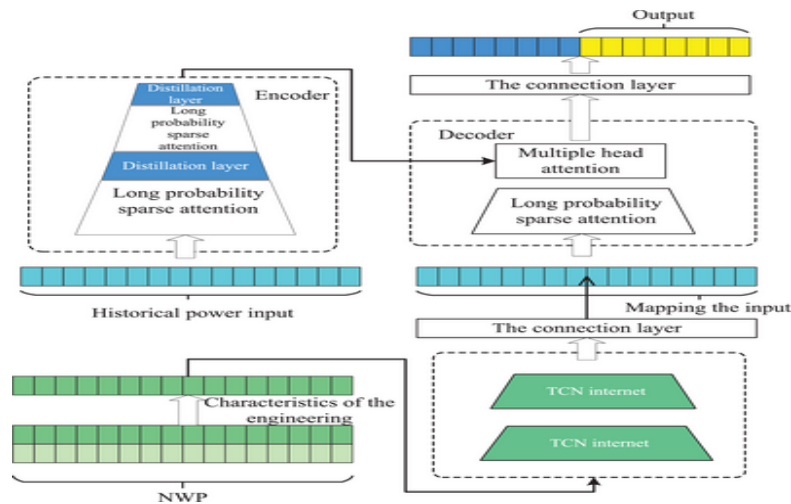 Output
The connection layer
Encoder
Distillation
layer
Long
probability
sparse
attention
Distillation layer
Long probability
sparse attention
Decoder
Multiple head
attention
Long probability
sparse attention
Historical power input
Mapping the input
The connection layer
TCN internet
TCN internet
Characteristics of the
engineering
NWP